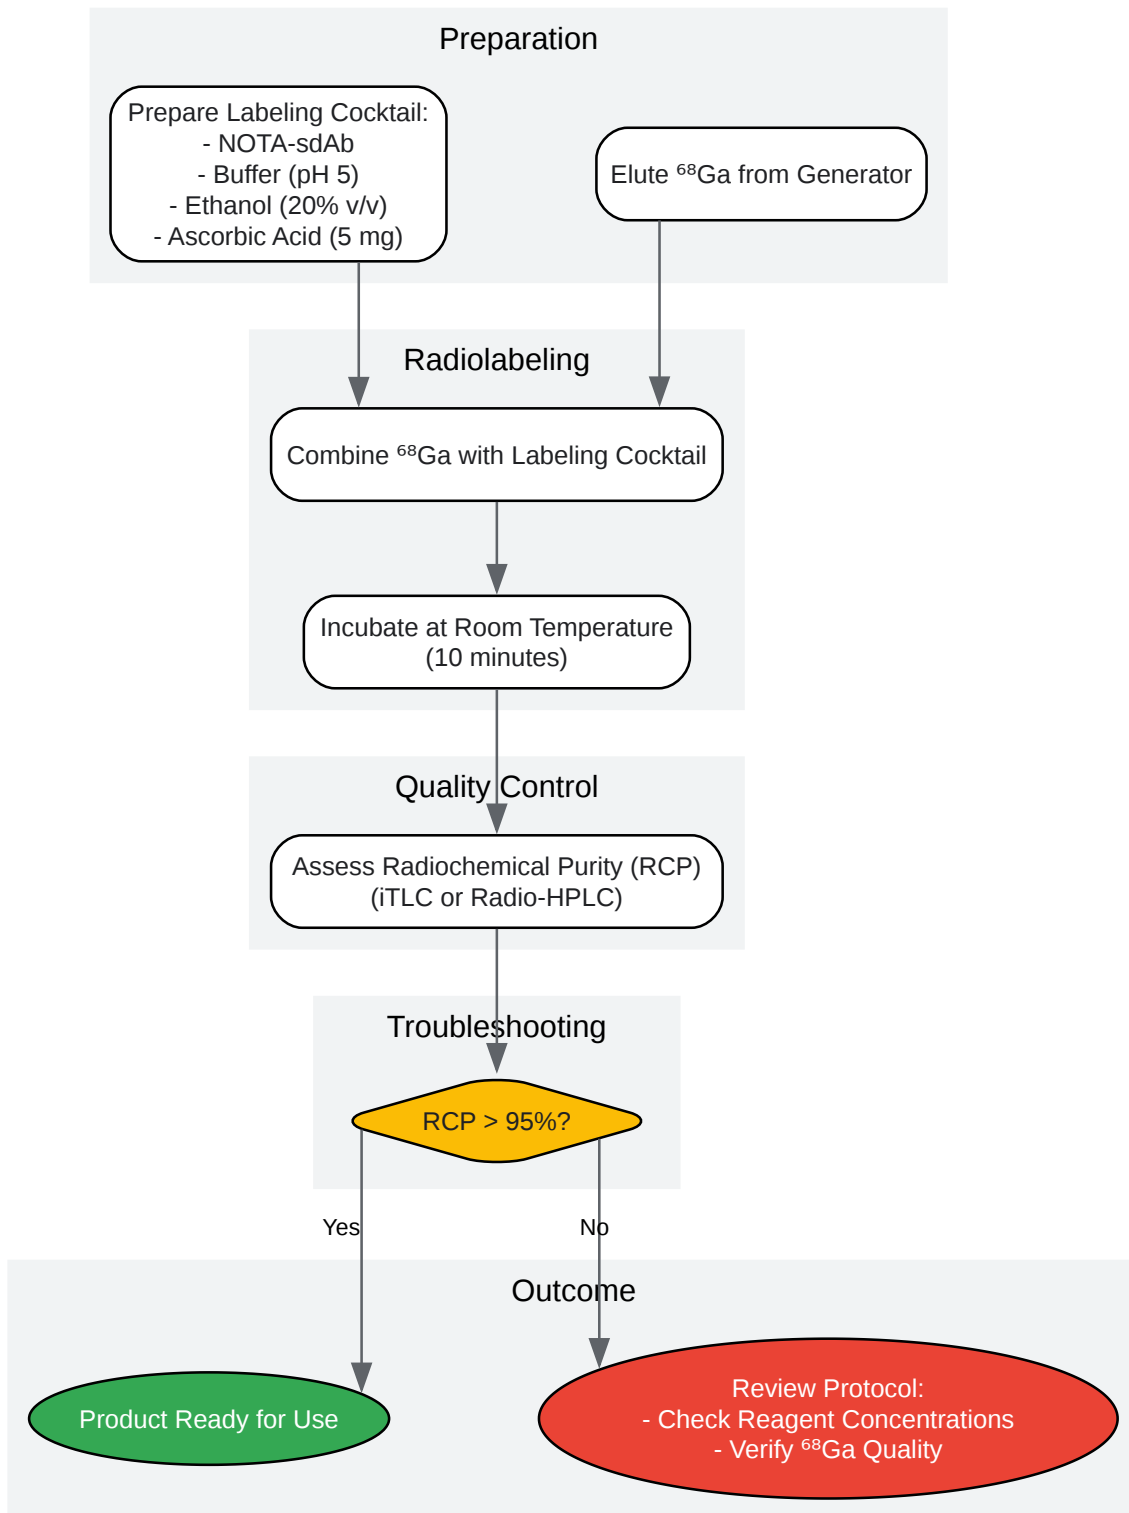 Preparation
Prepare Labeling Cocktail:
- NOTA-sdAb
- Buffer (pH 5)
- Ethanol (20% v/v)
- Ascorbic Acid (5 mg)
Elute ⁶⁸Ga from Generator
Radiolabeling
Combine ⁶⁸Ga with Labeling Cocktail
Incubate at Room Temperature
(10 minutes)
Quality Control
Assess Radiochemical Purity (RCP)
(iTLC or Radio-HPLC)
Troubleshooting
RCP > 95%?
Yes
No
Outcome
Product Ready for Use
Review Protocol:
- Check Reagent Concentrations
- Verify ⁶⁸Ga Quality